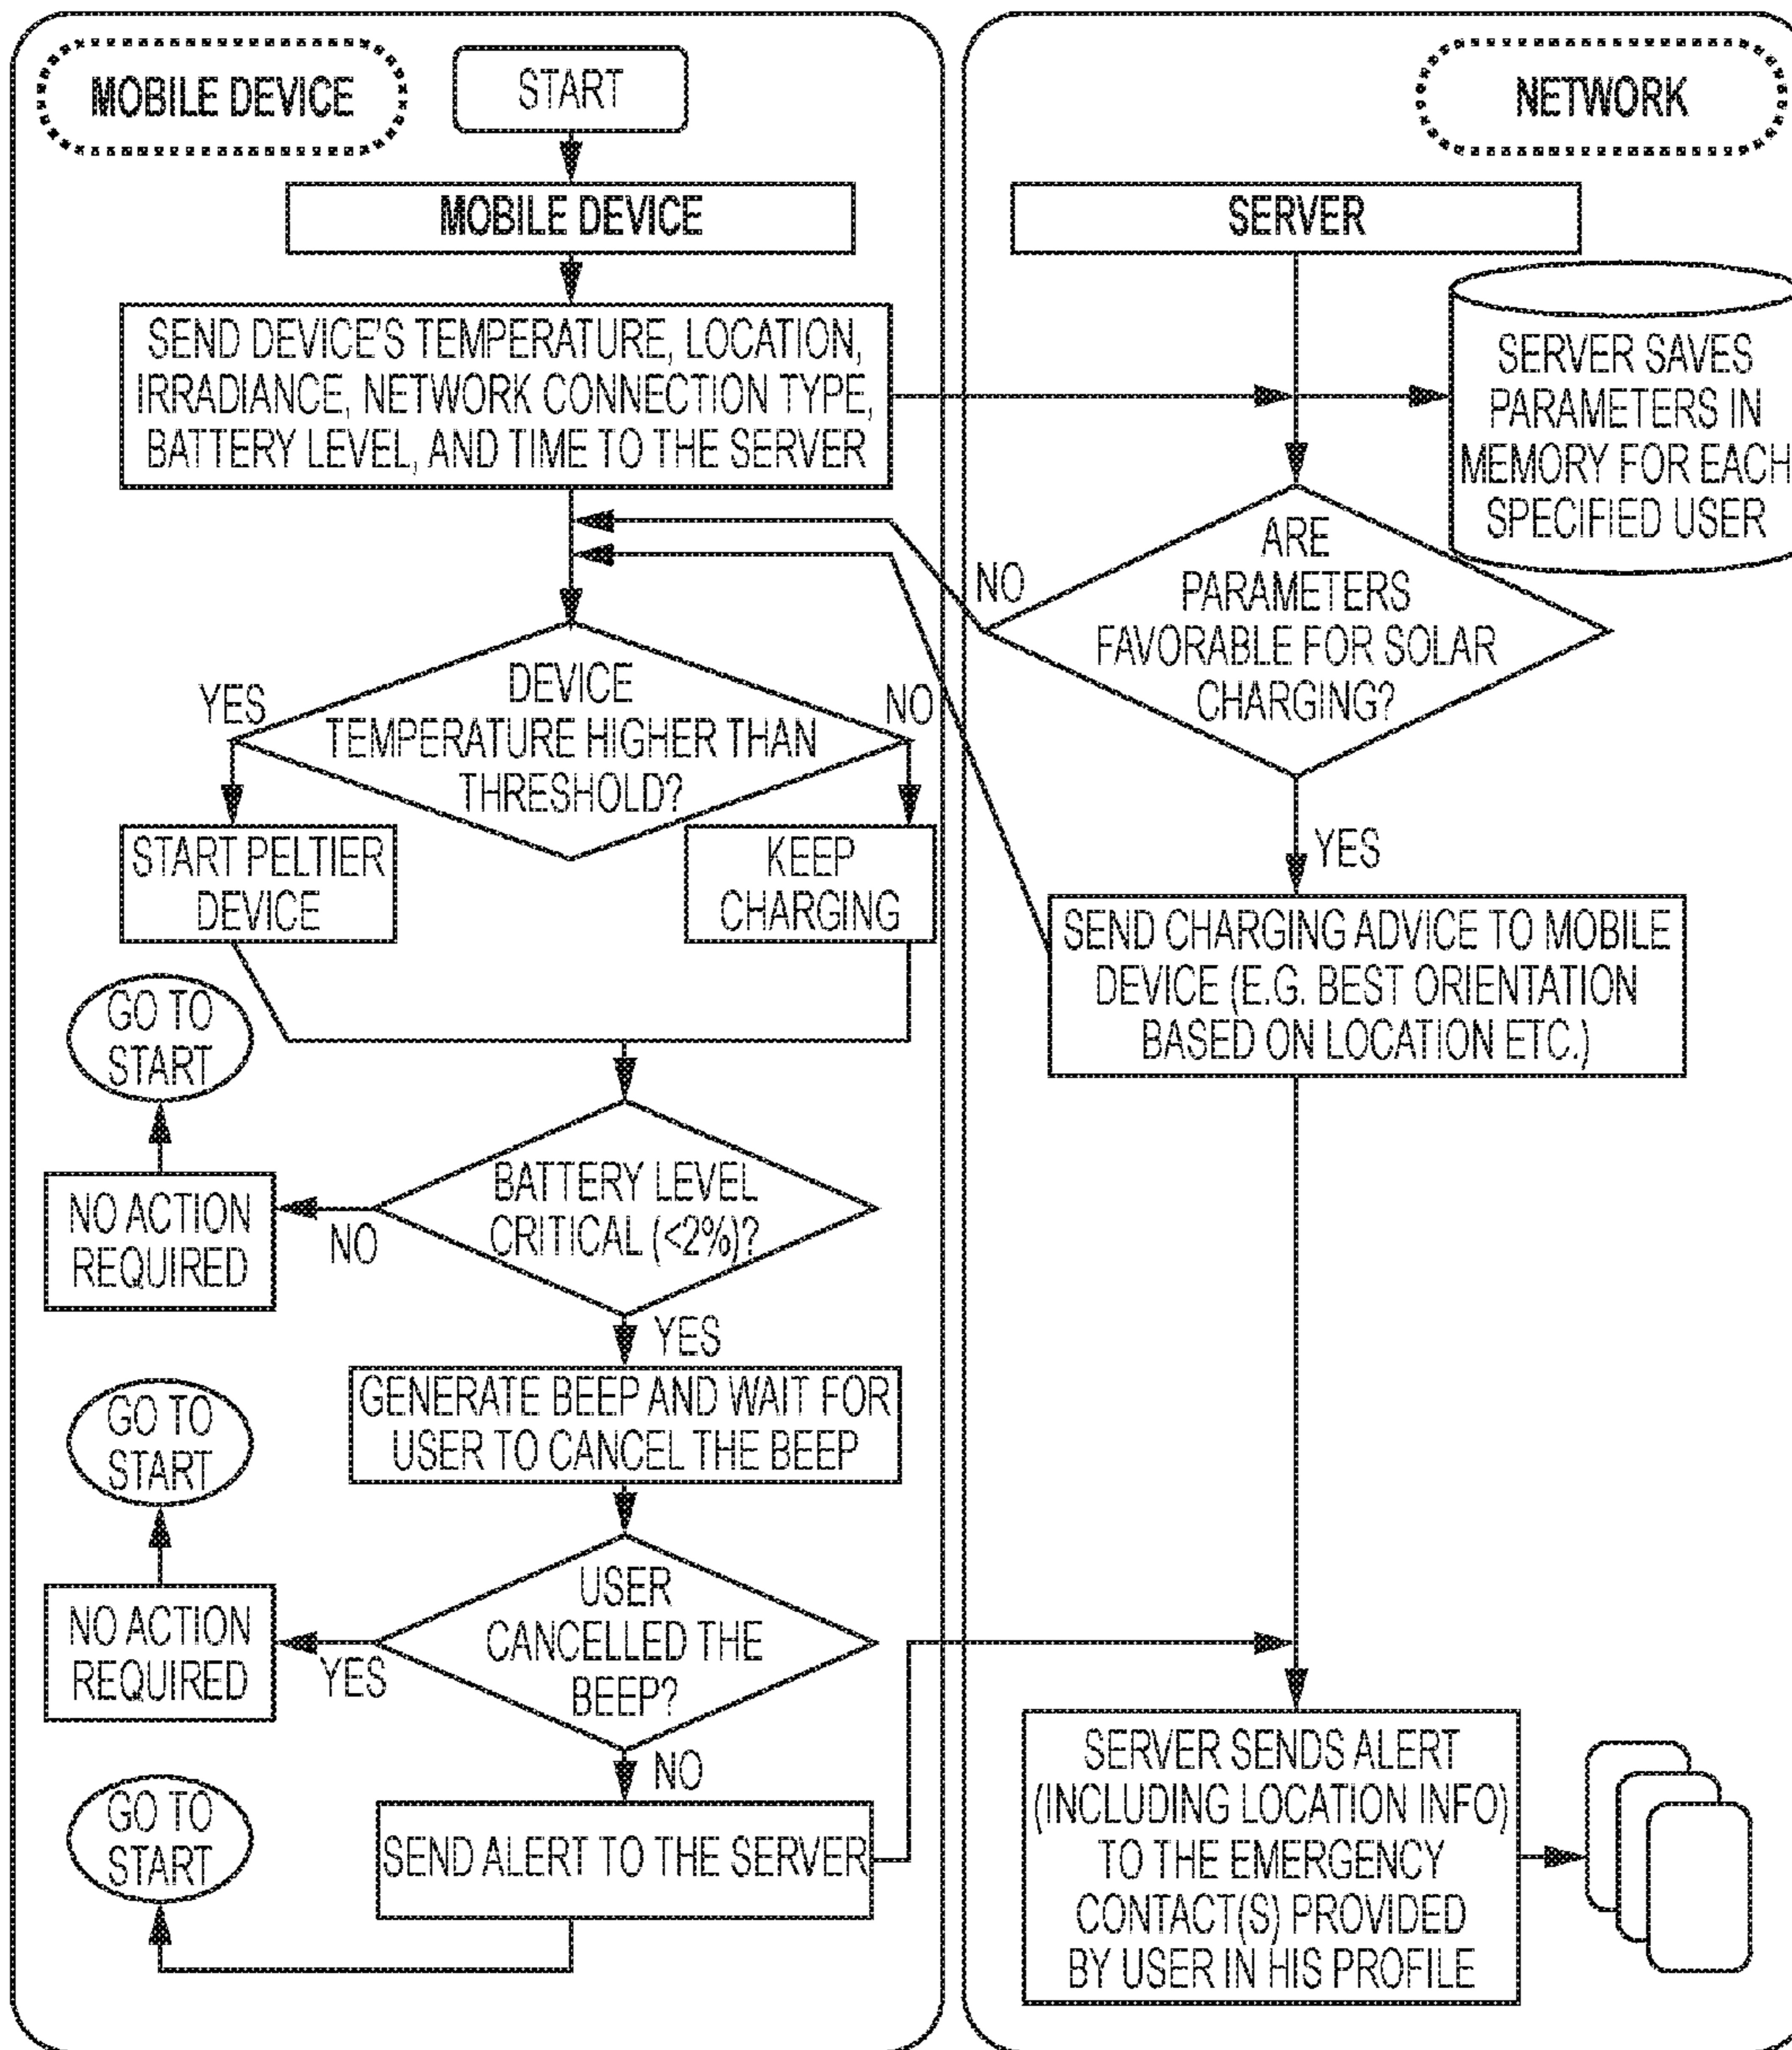 MOBILE DEVICE
START
MOBILE DEVICE
SEND DEVICE'S TEMPERATURE, LOCATION,
IRRADIANCE, NETWORK CONNECTION TYPE,
BATTERY LEVEL, AND TIME TO THE SERVER
DEVICE
TEMPERATURE HIGHER THAN
THRESHOLD?
YES
NO
START PELTIER
DEVICE
KEEP
CHARGING
GO TO
START
NO ACTION
REQUIRED
NO
BATTERY LEVEL
CRITICAL (<2%)?
YES
GENERATE BEEP AND WAIT FOR
USER TO CANCEL THE BEEP
GO TO
START
NO ACTION
REQUIRED
YES
USER
CANCELLED THE
BEEP?
NO
GO TO
START
SEND ALERT TO THE SERVER
NETWORK
SERVER
SERVER SAVES
PARAMETERS IN
MEMORY FOR EACH
SPECIFIED USER
NO
ARE
PARAMETERS
FAVORABLE FOR SOLAR
CHARGING?
YES
SEND CHARGING ADVICE TO MOBILE
DEVICE (E.G. BEST ORIENTATION
BASED ON LOCATION ETC.)
SERVER SENDS ALERT
(INCLUDING LOCATION INFO)
TO THE EMERGENCY
CONTACT(S) PROVIDED
BY USER IN HIS PROFILE